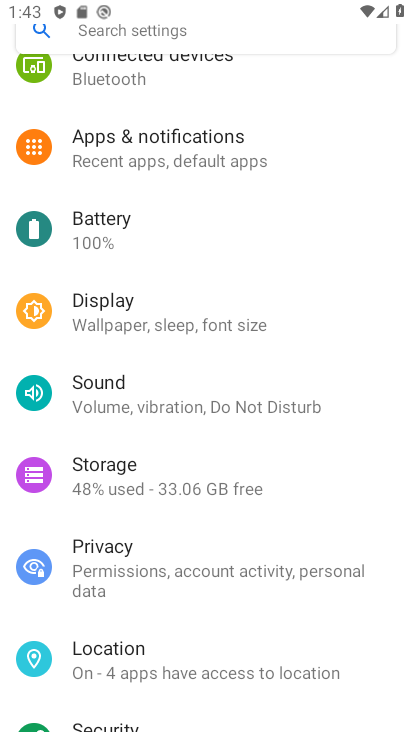 1:43
Search settings
Connected devices
Bluetooth
Apps & notifications
Recent apps, default apps
Battery
100%
Display
Wallpaper, sleep, font size
Sound
Volume, vibration, Do Not Disturb
Storage
48% used - 33.06 GB free
Privacy
Permissions, account activity, personal
data
Location
On - 4 apps have access to location
Security